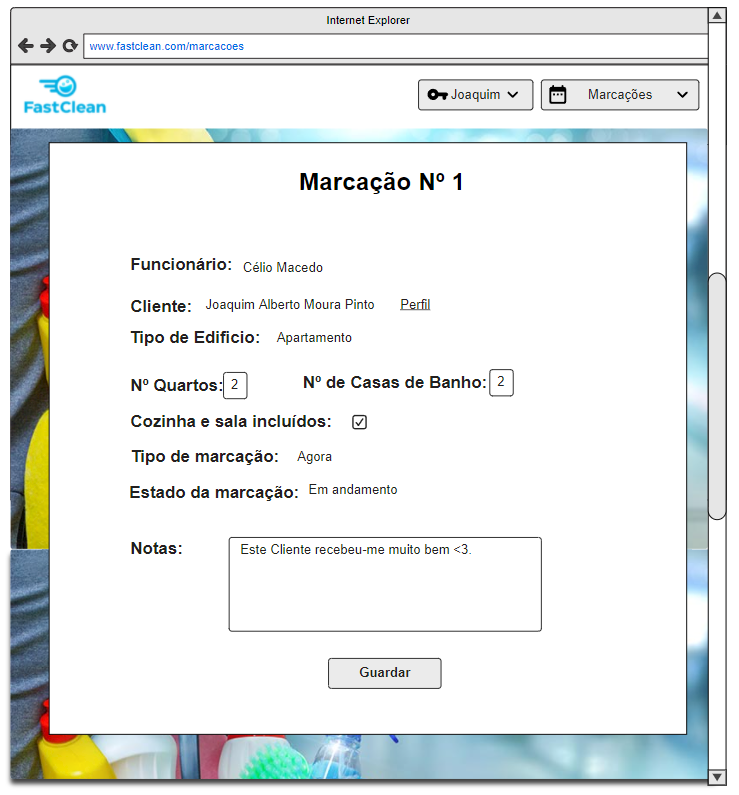 Internet Explorer
www.fastclean.com/marcacoes
FastClean
Joaquim
Marcações
Marcação Nº 1
Funcionário: Célio Macedo
Cliente: Joaquim Alberto Moura Pinto Perfil
Tipo de Edificio: Apartamento
Nº Quartos: 2 Nº de Casas de Banho: 2
Cozinha e sala incluídos:
Tipo de marcação: Agora
Estado da marcação: Em andamento
Notas: Este Cliente recebeu-me muito bem <3.
Guardar